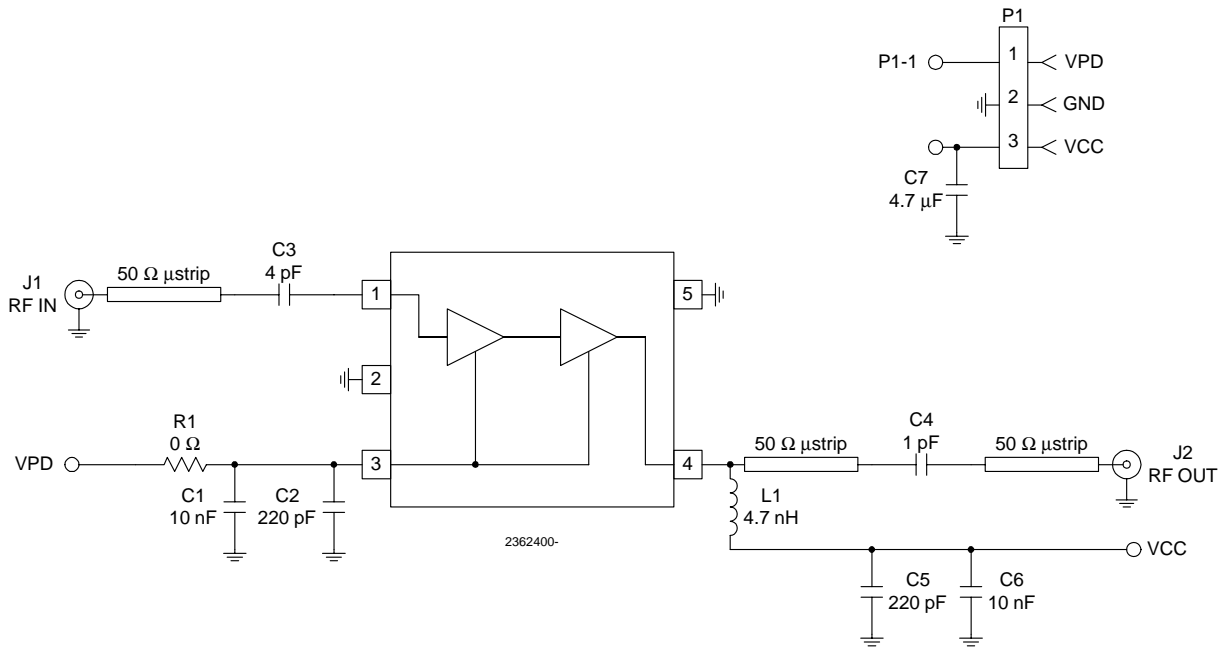 P1
P1-1
1
VPD
2
GND
3
VCC
C7
4.7 μF
J1
RF IN
50 Ω μstrip
C3
4 pF
1
5
2
R1
0 Ω
VPD
3
C1
10 nF
C2
220 pF
4
50 Ω μstrip
C4
1 pF
50 Ω μstrip
J2
RF OUT
L1
4.7 nH
2362400-
VCC
C5
220 pF
C6
10 nF